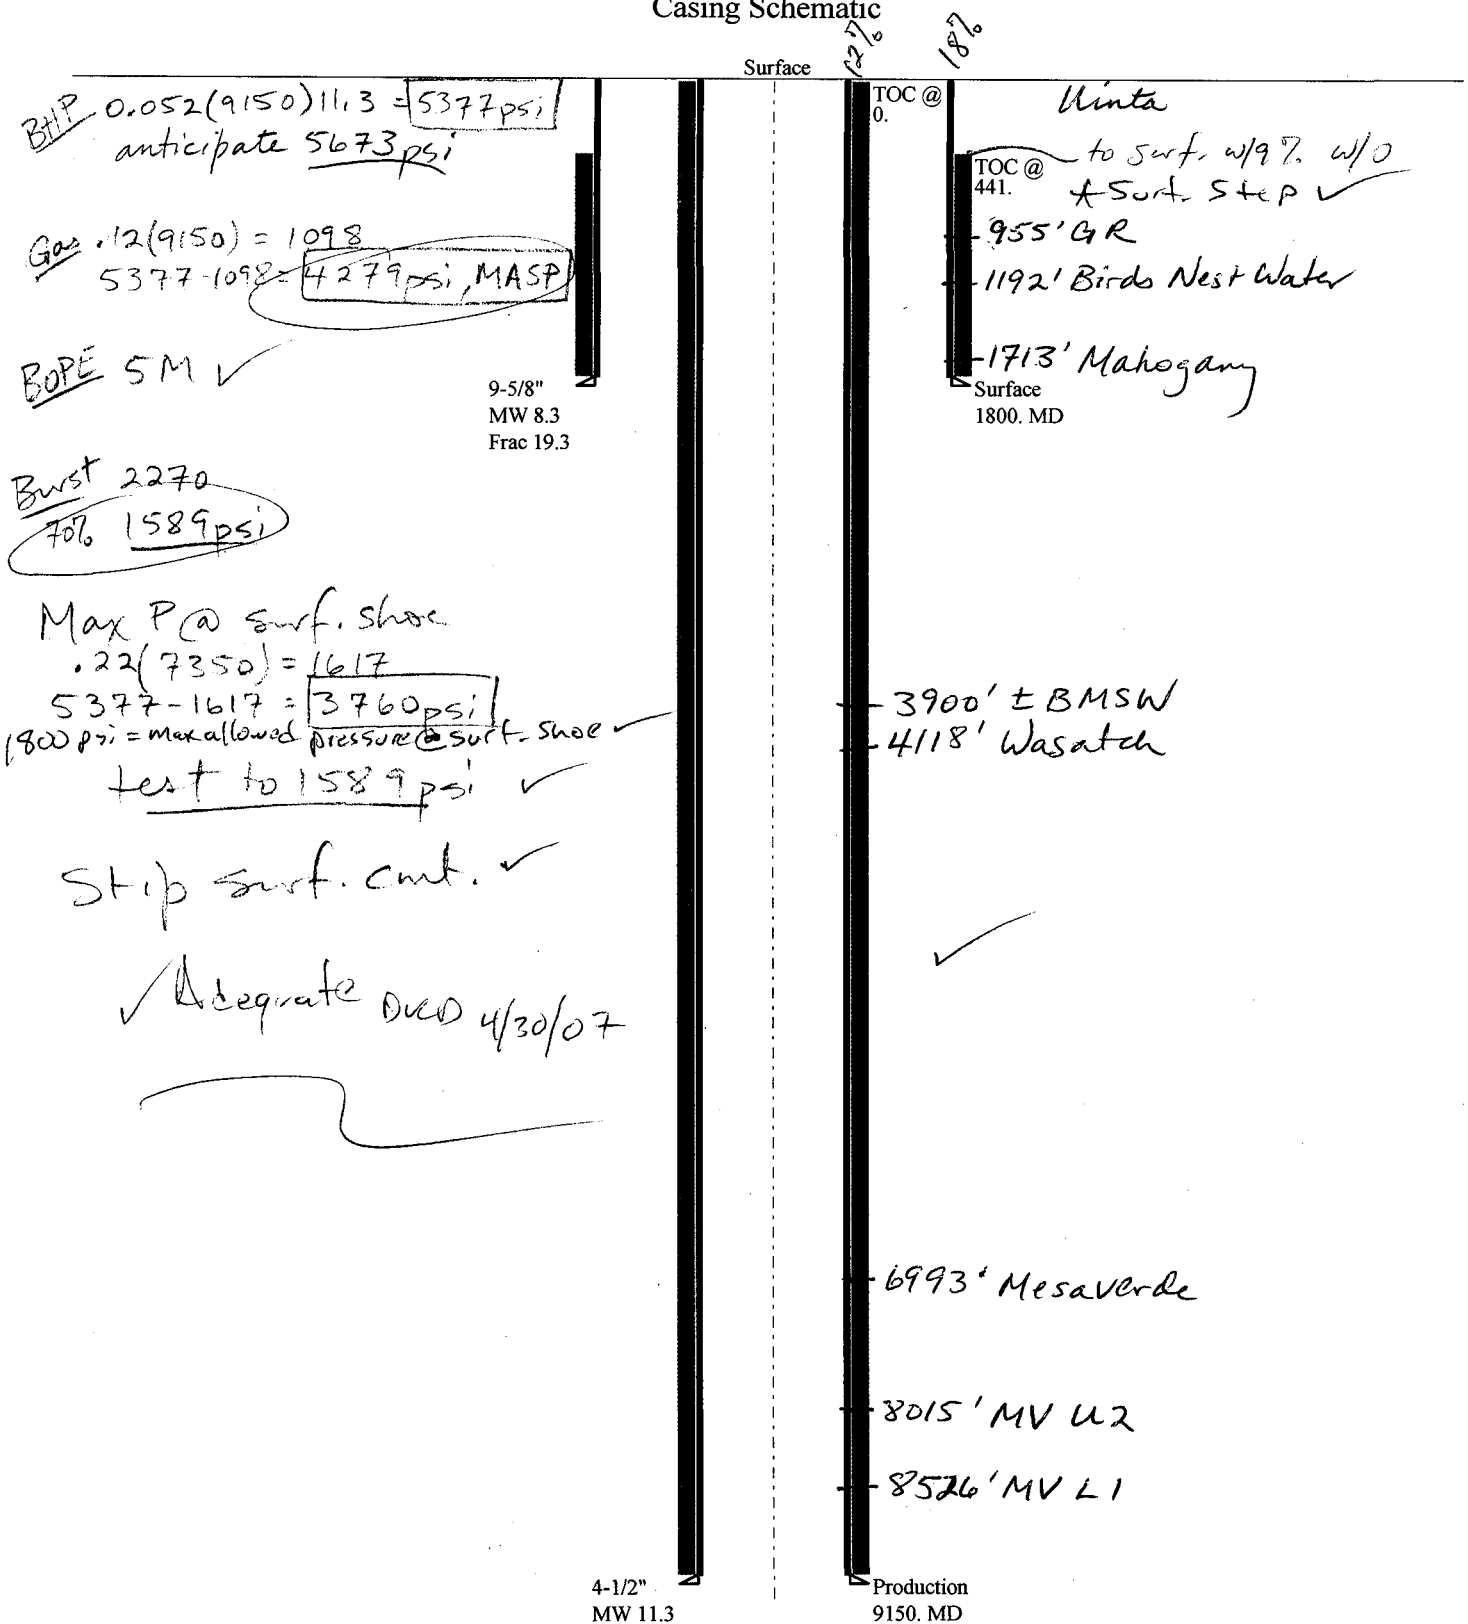 Casing Schematic
Surface
12%
18%
BHP 0.052(9150)11.3 = 5377psi
anticipate 5673psi
Gas .12(9150) = 1098
5377-1098= 4279psi, MASP
BOPE 5M ✓
9-5/8"
MW 8.3
Frac 19.3
Burst 2270
70% 1589psi
Max P @ surf. shoe
.22(7350) = 1617
5377-1617 = 3760psi
1,800 psi = max allowed pressure @ surf. shoe ✓
test to 1589psi ✓
Stip surf. cmt. ✓
✓ Adequate DKD 4/30/07
TOC @
0.
Uinta
to surf. w/9% w/o
TOC @
441.
*Surf. Stip ✓
955' GR
1192' Birds Nest Water
1713' Mahogany
Surface
1800. MD
3900' ± BMSW
4118' Wasatch
✓
6993' Mesaverde
8015' MV U2
8526' MV L1
4-1/2"
MW 11.3
Production
9150. MD